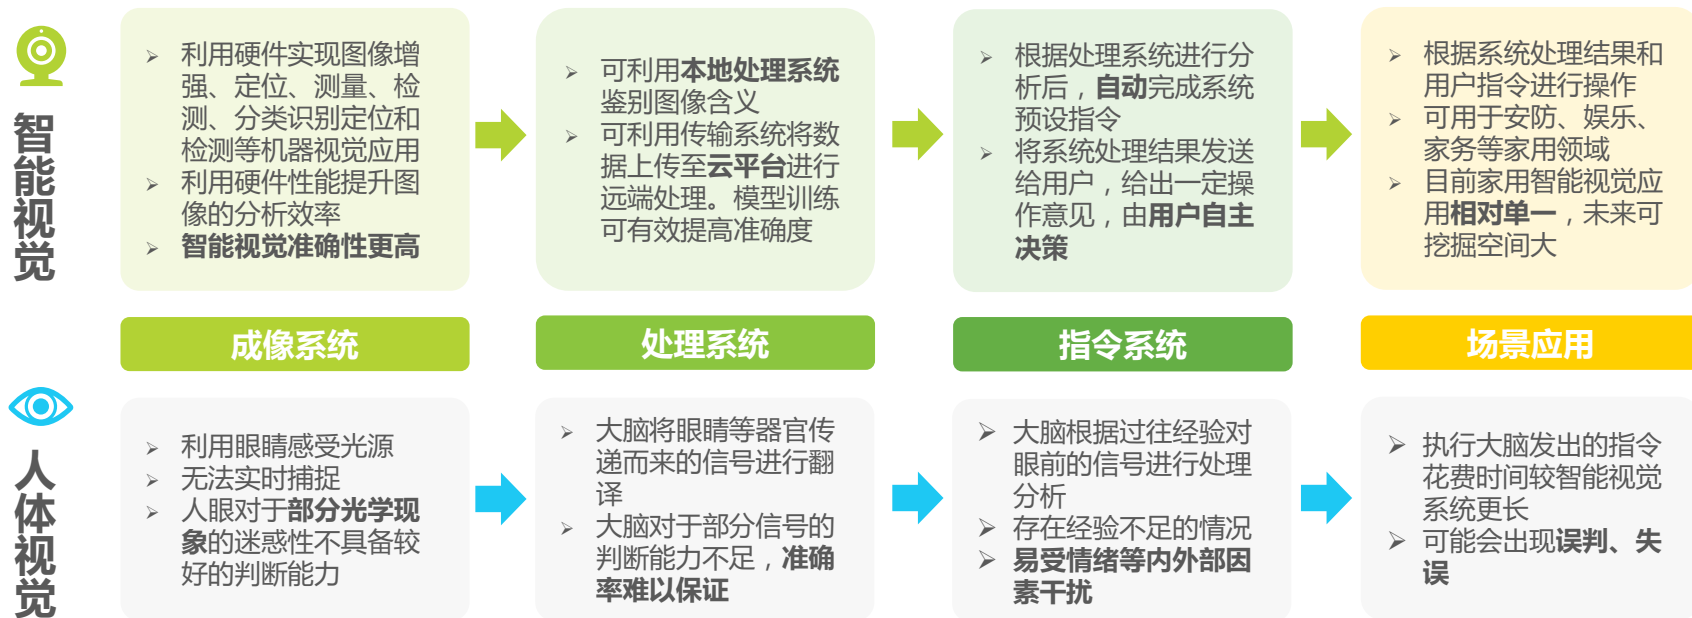 智能视觉
利用硬件实现图像增
强、定位、测量、检
测、分类识别定位和
检测等机器视觉应用
利用硬件性能提升图
像的分析效率
智能视觉准确性更高
可利用本地处理系统
鉴别图像含义
可利用传输系统将数
据上传至云平台进行
远端处理。模型训练
可有效提高准确度
根据处理系统进行分
析后，自动完成系统
预设指令
将系统处理结果发送
给用户，给出一定操
作意见，由用户自主
决策
根据系统处理结果和
用户指令进行操作
可用于安防、娱乐、
家务等家用领域
目前家用智能视觉应
用相对单一，未来可
挖掘空间大
成像系统
处理系统
指令系统
场景应用
人体视觉
利用眼睛感受光源
无法实时捕捉
人眼对于部分光学现
象的迷惑性不具备较
好的判断能力
大脑将眼睛等器官传
递而来的信号进行翻
译
大脑对于部分信号的
判断能力不足，准确
率难以保证
大脑根据过往经验对
眼前的信号进行处理
分析
存在经验不足的情况
易受情绪等内外部因
素干扰
执行大脑发出的指令
花费时间较智能视觉
系统更长
可能会出现误判、失
误